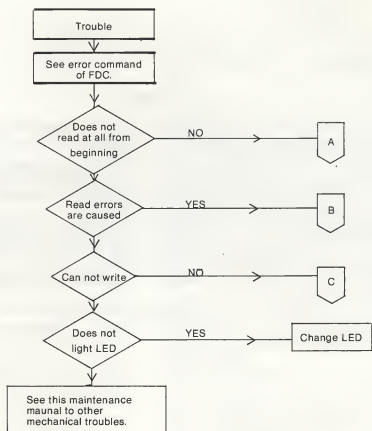 Trouble
See error command
of FDC.
Does not
read at all from
beginning
NO
A
Read errors
are caused
YES
B
Can not write
NO
C
Does not
light LED
YES
Change LED
See this maintenance
maunal to other
mechanical troubles.